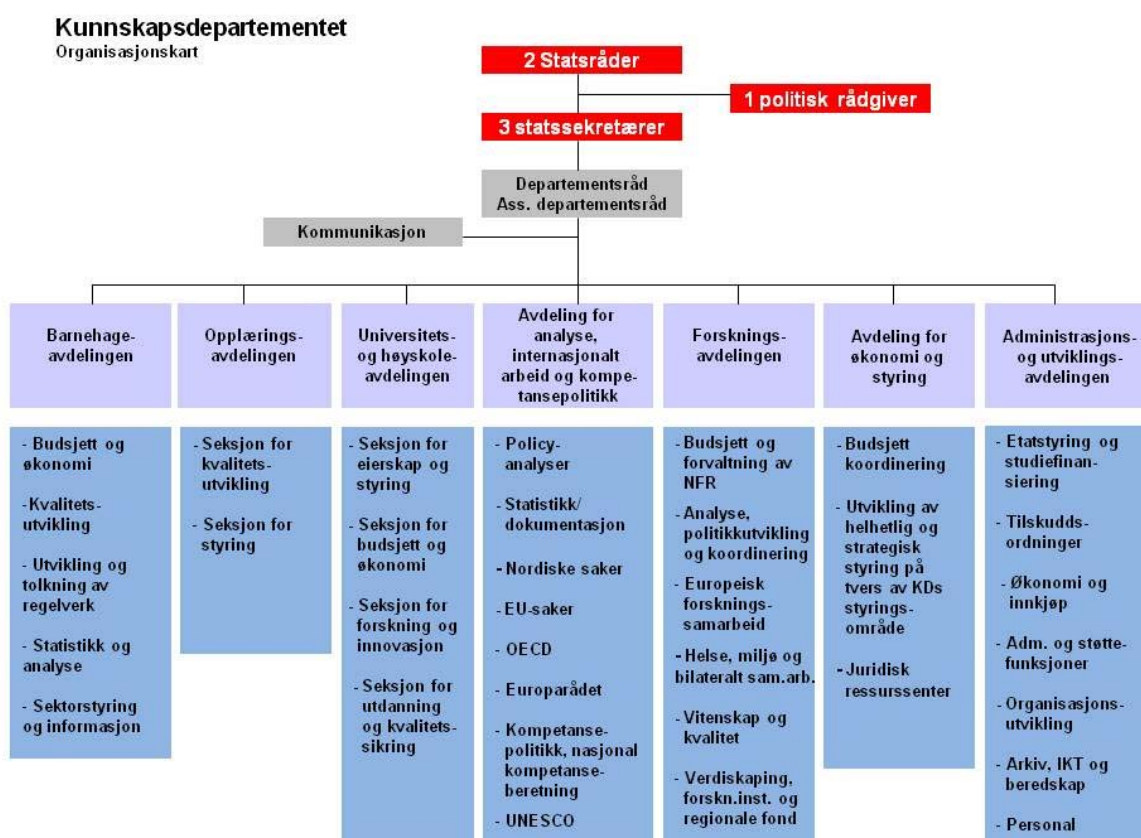 Kunnskapsdepartementet
Organisasjonskart
2 Statsråder
1 politisk rådgiver
3 statssekretærer
Departementsråd
Ass. departementsråd
Kommunikasjon
Barnehage-
avdelingen
Opplærings-
avdelingen
Universitets-
og høyskole-
avdelingen
Avdeling for
analyse,
internasjonalt
arbeid og kompe-
tansepolitikk
Forsknings-
avdelingen
Avdeling for
økonomi og
styring
Administrasjons-
og utviklings-
avdelingen
- Budsjett og
økonomi
-Kvalitets-
utvikling
- Utvikling og
tolkning av
regelverk
- Statistikk og
analyse
- Sektorstyring
og informasjon
- Seksjon for
kvalitets-
utvikling
- Seksjon for
styring
- Seksjon for
eierskap og
styring
- Seksjon for
budsjett og
økonomi
- Seksjon for
forskning og
innovasjon
- Seksjon for
utdanning
og kvalitets-
sikring
- Policy-
analyser
- Statistikk/
dokumentasjon
- Nordiske saker
- EU-saker
- OECD
- Europarådet
- Kompetanse-
politikk, nasjonal
kompetanse-
beretning
- UNESCO
- Budsjett og
forvaltning av
NFR
- Analyse,
politikkutvikling
og koordinering
- Europeisk
forsknings-
samarbeid
- Helse, miljø og
bilateralt sam.arb.
- Vitenskap og
kvalitet
- Verdiskaping,
forskn.inst. og
regionale fond
- Budsjett
koordinering
- Utvikling av
helhetlig og
strategisk
styring på
tvers av KDs
styrings-
område
- Juridisk
ressurssenter
- Etatstyring og
studiefinan-
siering
- Tilskudds-
ordninger
- Økonomi og
innkjøp
- Adm. og støtte-
funksjoner
- Organisasjons-
utvikling
- Arkiv, IKT og
beredskap
- Personal